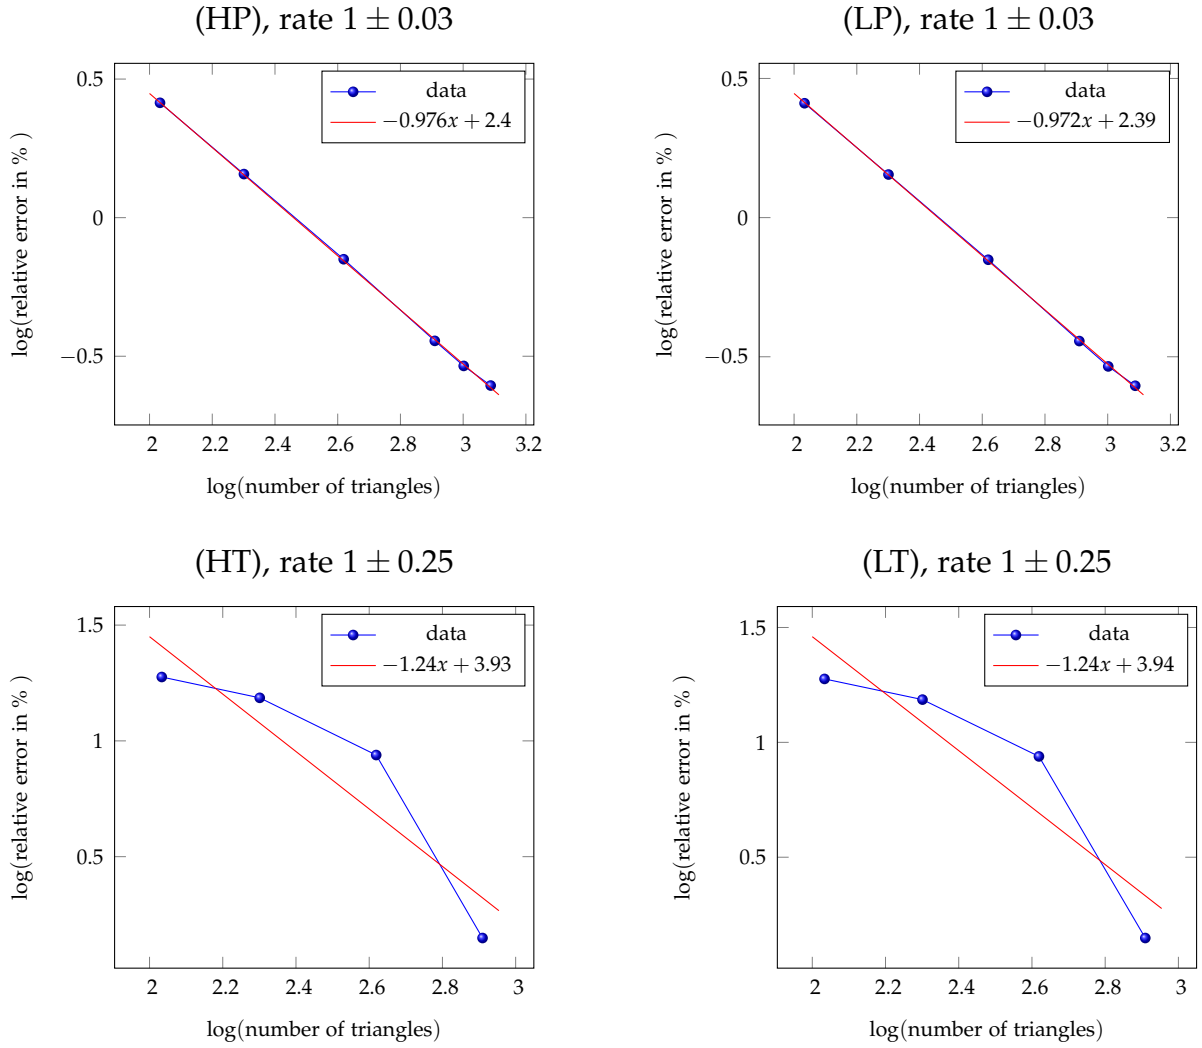 (HP), rate 1 ± 0.03
data
−0.976x + 2.4
0.5
0
−0.5
log(relative error in % )
2
2.2
2.4
2.6
2.8
3
3.2
log(number of triangles)
(LP), rate 1 ± 0.03
data
−0.972x + 2.39
0.5
0
−0.5
log(relative error in % )
2
2.2
2.4
2.6
2.8
3
3.2
log(number of triangles)
(HT), rate 1 ± 0.25
data
−1.24x + 3.93
1.5
1
0.5
log(relative error in % )
2
2.2
2.4
2.6
2.8
3
log(number of triangles)
(LT), rate 1 ± 0.25
data
−1.24x + 3.94
1.5
1
0.5
log(relative error in % )
2
2.2
2.4
2.6
2.8
3
log(number of triangles)